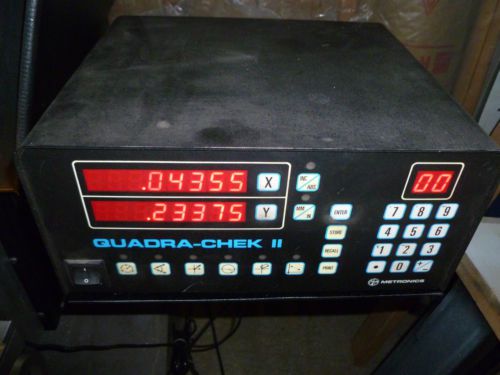 .04355 X IN./ABS. 00
.23375 Y MM/IN ENTER 7 8 9
QUADRA-CHEK II STORE 4 5 6
RECALL 1 2 3
PRINT • 0 +/-
METRONICS